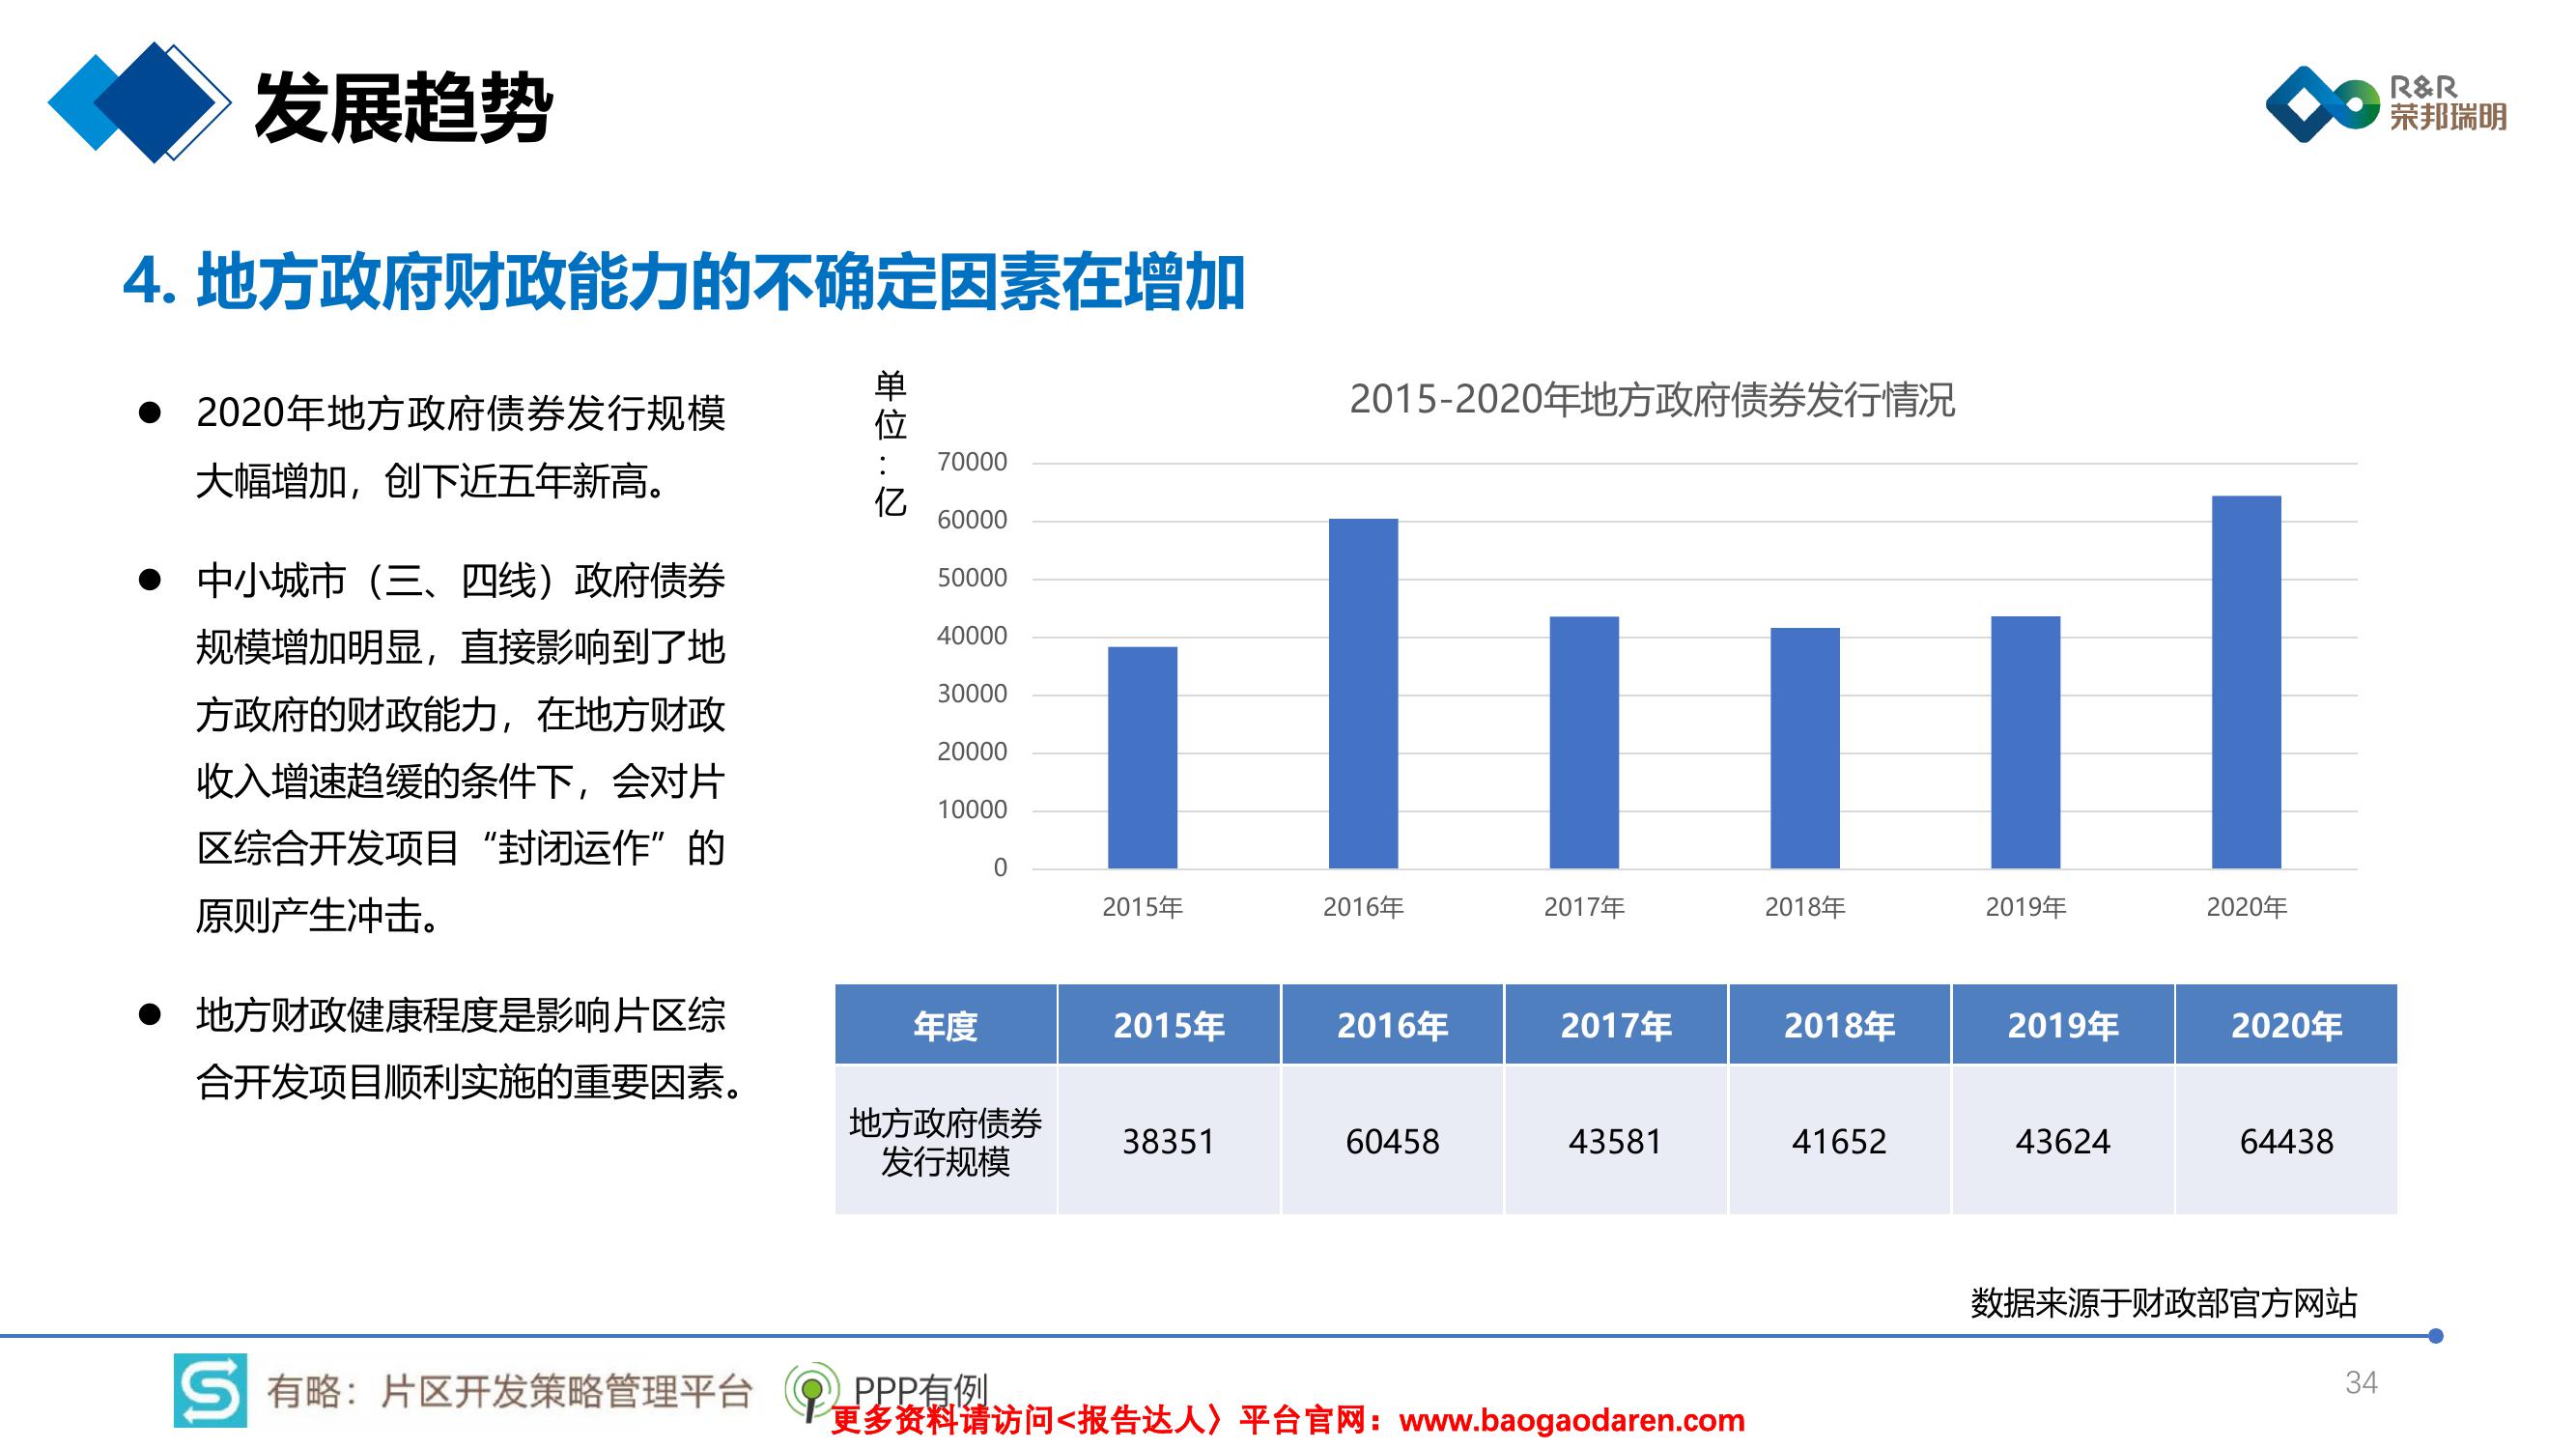 发展趋势
R&R
荣邦瑞明
4. 地方政府财政能力的不确定因素在增加
● 2020年地方政府债券发行规模
大幅增加，创下近五年新高。
● 中小城市（三、四线）政府债券
规模增加明显，直接影响到了地
方政府的财政能力，在地方财政
收入增速趋缓的条件下，会对片
区综合开发项目“封闭运作”的
原则产生冲击。
● 地方财政健康程度是影响片区综
合开发项目顺利实施的重要因素。
单位：亿
2015-2020年地方政府债券发行情况
70000
60000
50000
40000
30000
20000
10000
0
2015年 2016年 2017年 2018年 2019年 2020年
年度 2015年 2016年 2017年 2018年 2019年 2020年
地方政府债券
发行规模 38351 60458 43581 41652 43624 64438
数据来源于财政部官方网站
有略：片区开发策略管理平台 PPP有例
34
更多资料请访问<报告达人〉平台官网：www.baogaodaren.com